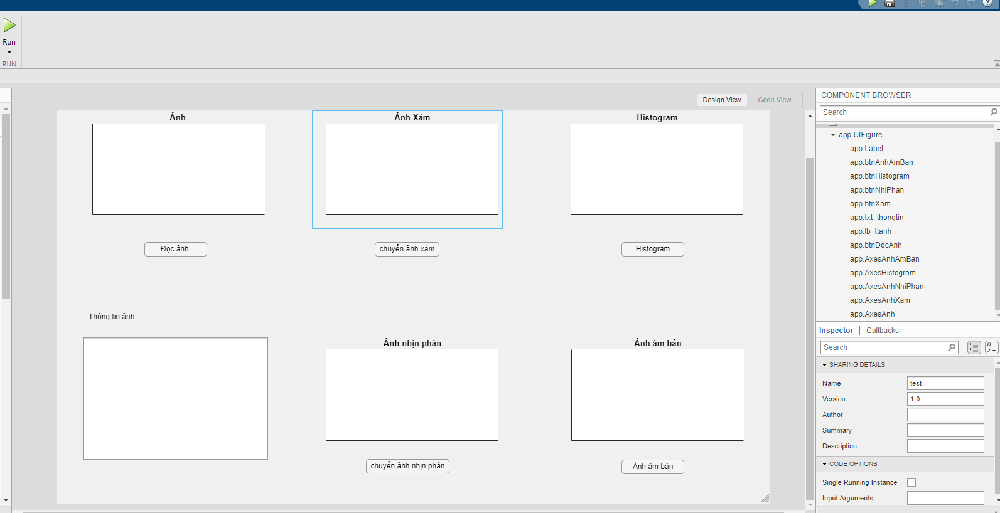 Run
RUN
Design View
Code View
Ảnh
Ảnh Xám
Histogram
Đọc ảnh
chuyển ảnh xám
Histogram
Thông tin ảnh
Ảnh nhịn phân
Ảnh âm bản
chuyển ảnh nhịn phân
Ảnh âm bản
COMPONENT BROWSER
Search
app.UIFigure
app.Label
app.btnAnhAmBan
app.btnHistogram
app.btnNhiPhan
app.btnXam
app.txt_thongtin
app.lb_ttanh
app.btnDocAnh
app.AxesAnhAmBan
app.AxesHistogram
app.AxesAnhNhiPhan
app.AxesAnhXam
app.AxesAnh
Inspector
Callbacks
Search
SHARING DETAILS
Name test
Version 1.0
Author
Summary
Description
CODE OPTIONS
Single Running Instance
Input Arguments